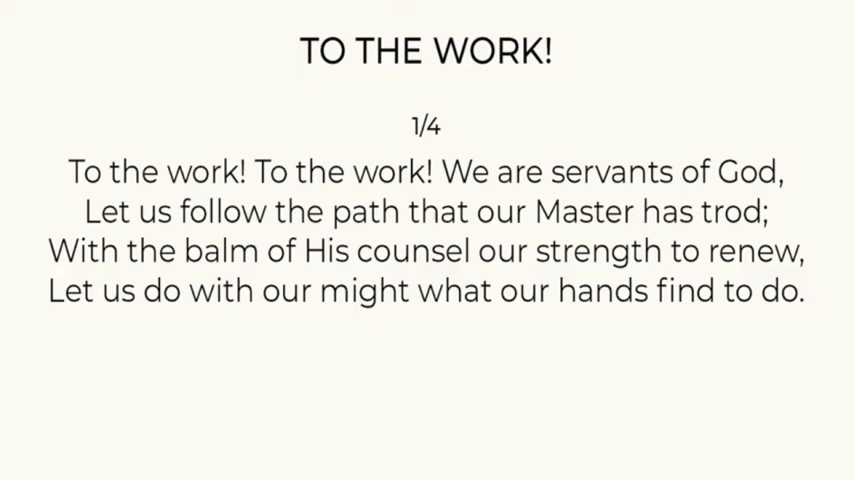 TO THE WORK!
1/4
To the work! To the work! We are servants of God,
Let us follow the path that our Master has trod;
With the balm of His counsel our strength to renew,
Let us do with our might what our hands find to do.